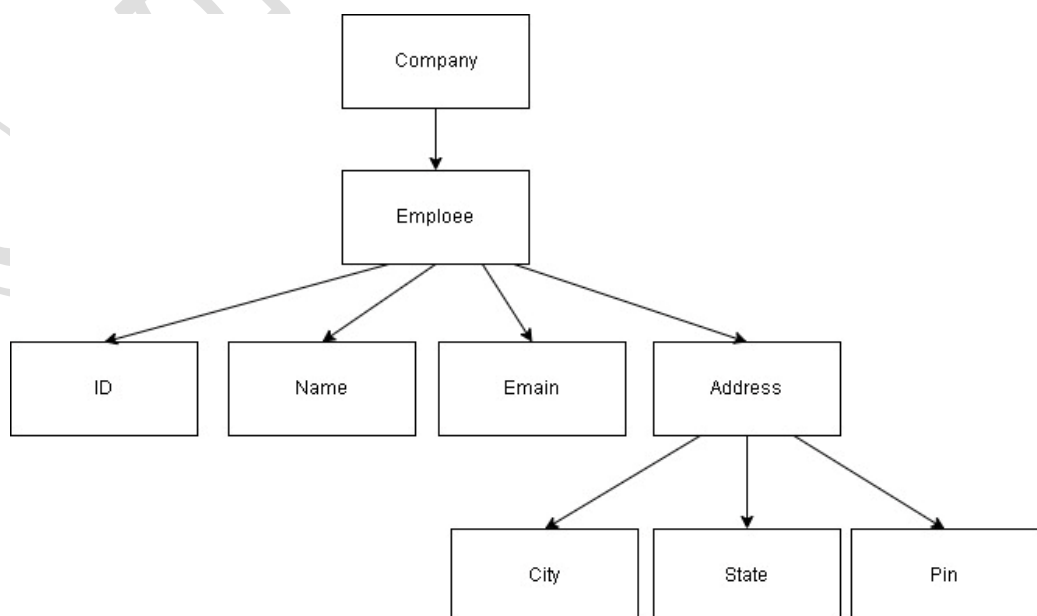 Company
Emploee
ID
Name
Emain
Address
City
State
Pin